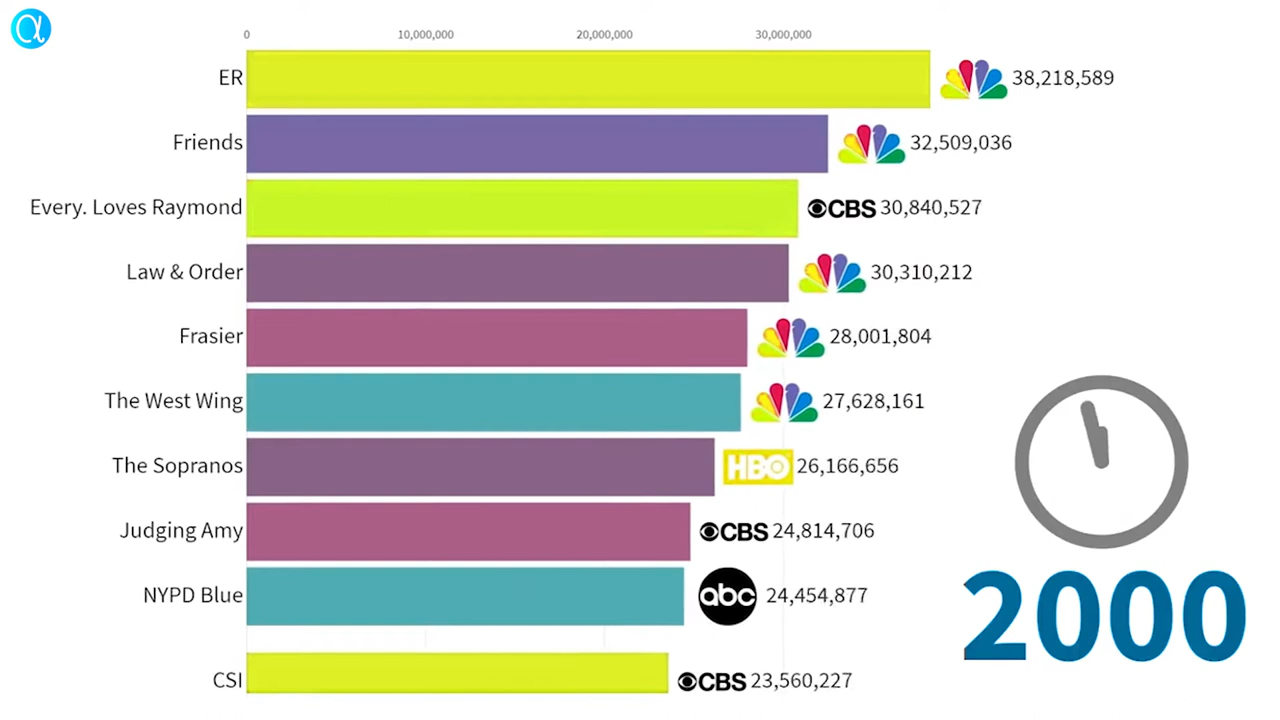 0 10,000,000 20,000,000 30,000,000
ER 38,218,589
Friends 32,509,036
Every. Loves Raymond CBS 30,840,527
Law & Order 30,310,212
Frasier 28,001,804
The West Wing 27,628,161
The Sopranos HBO 26,166,656
Judging Amy CBS 24,814,706
NYPD Blue abc 24,454,877
CSI CBS 23,560,227
2000
α